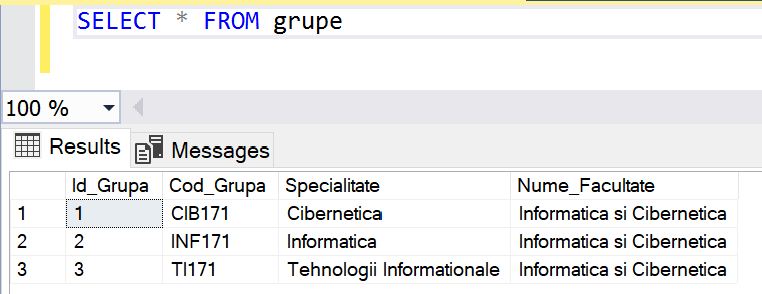 SELECT * FROM grupe
100 %
Results Messages
Id_Grupa Cod_Grupa Specialitate Nume_Facultate
1 1 CIB171 Cibernetica Informatica si Cibernetica
2 2 INF171 Informatica Informatica si Cibernetica
3 3 TI171 Tehnologii Informationale Informatica si Cibernetica